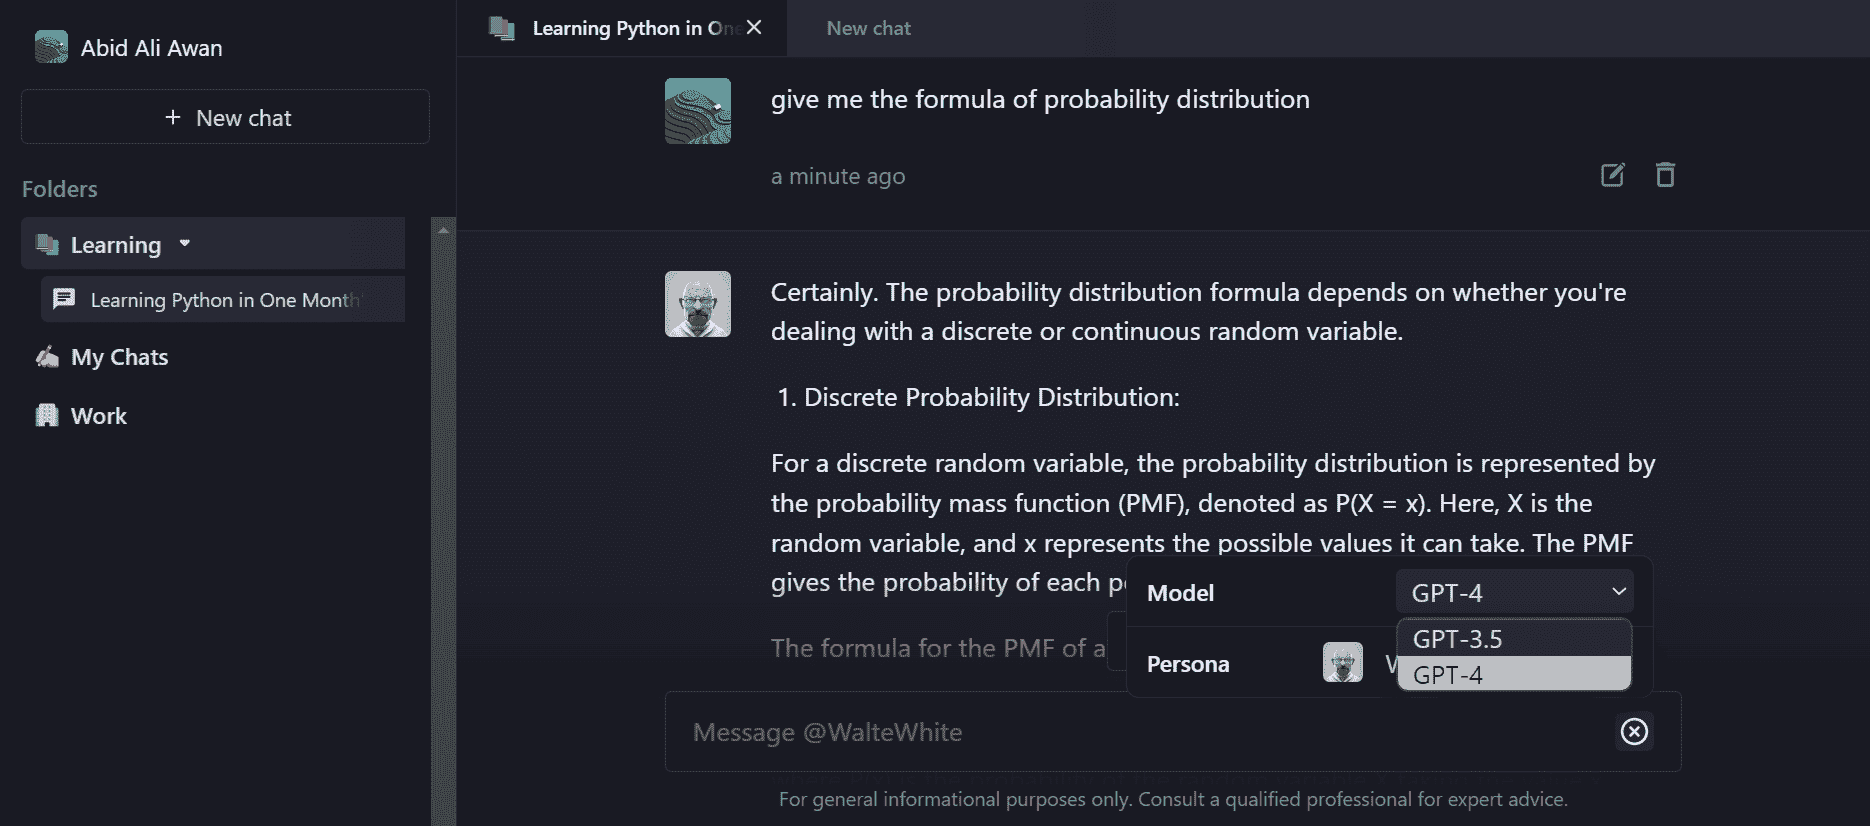 Abid Ali Awan
+ New chat
Folders
Learning
Learning Python in One Month
My Chats
Work
Learning Python in One
New chat
give me the formula of probability distribution
a minute ago
Certainly. The probability distribution formula depends on whether you're
dealing with a discrete or continuous random variable.
1. Discrete Probability Distribution:
For a discrete random variable, the probability distribution is represented by
the probability mass function (PMF), denoted as P(X = x). Here, X is the
random variable, and x represents the possible values it can take. The PMF
gives the probability of each
The formula for the PMF of a
Model
GPT-4
GPT-3.5
GPT-4
Persona
Message @WalteWhite
For general informational purposes only. Consult a qualified professional for expert advice.